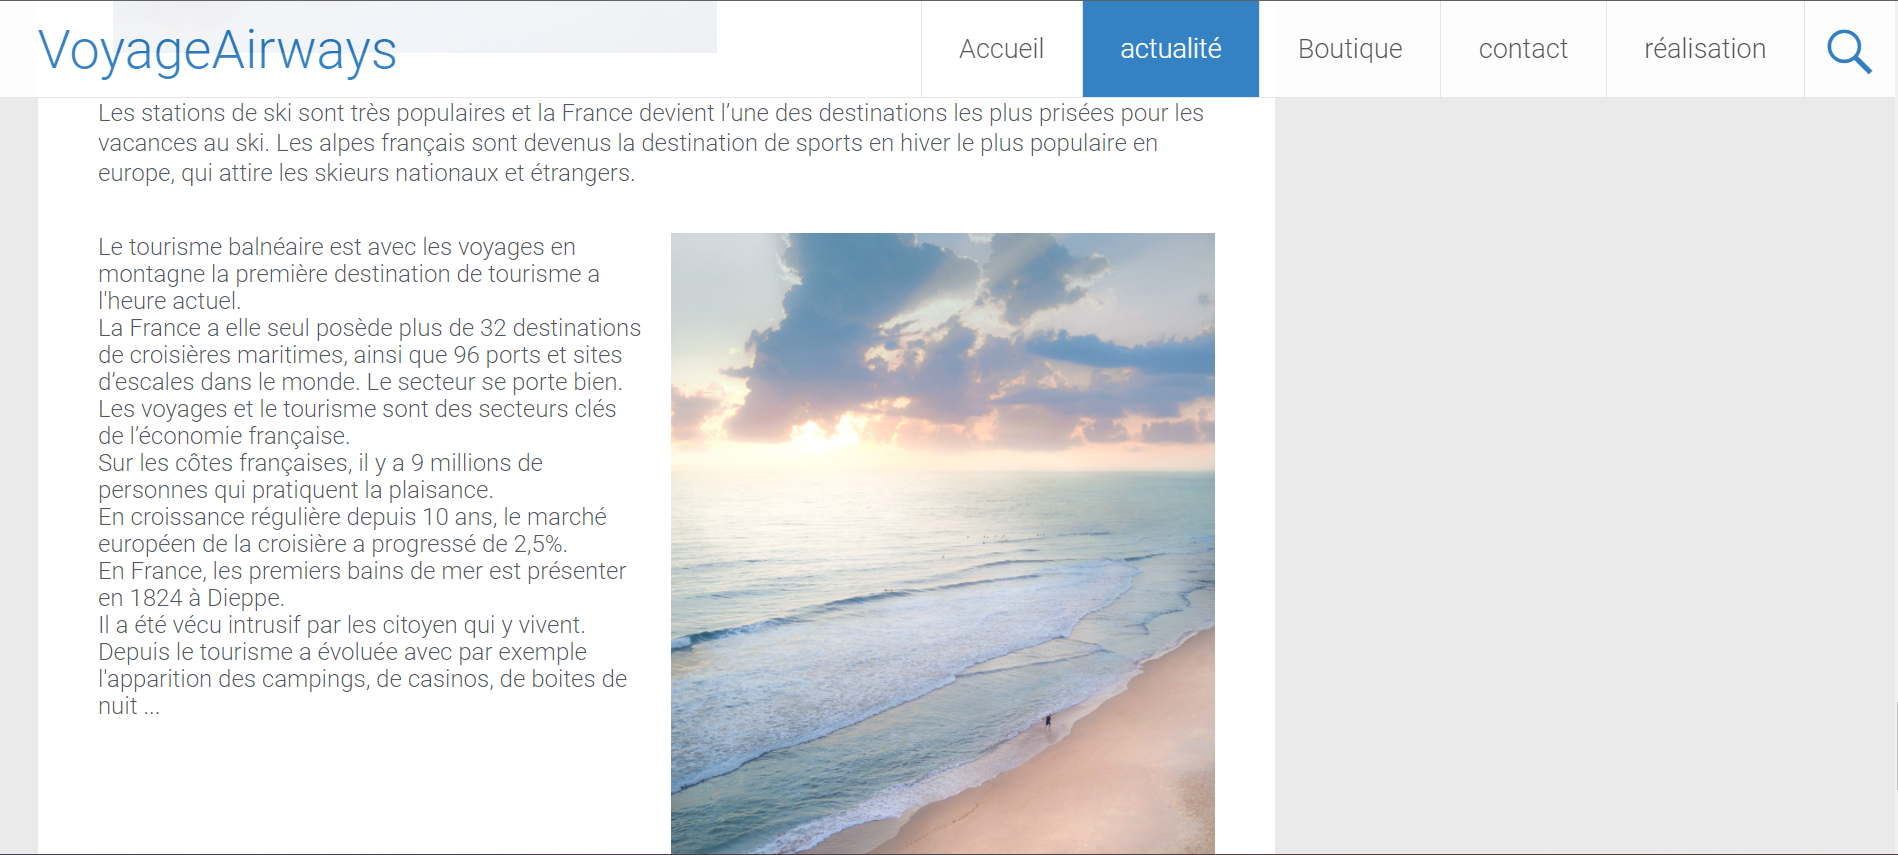 VoyageAirways
Accueil
actualité
Boutique
contact
réalisation
Les stations de ski sont très populaires et la France devient l’une des destinations les plus prisées pour les
vacances au ski. Les alpes français sont devenus la destination de sports en hiver le plus populaire en
europe, qui attire les skieurs nationaux et étrangers.
Le tourisme balnéaire est avec les voyages en
montagne la première destination de tourisme a
l'heure actuel.
La France a elle seul posède plus de 32 destinations
de croisières maritimes, ainsi que 96 ports et sites
d’escales dans le monde. Le secteur se porte bien.
Les voyages et le tourisme sont des secteurs clés
de l’économie française.
Sur les côtes françaises, il y a 9 millions de
personnes qui pratiquent la plaisance.
En croissance régulière depuis 10 ans, le marché
européen de la croisière a progressé de 2,5%.
En France, les premiers bains de mer est présenter
en 1824 à Dieppe.
Il a été vécu intrusif par les citoyen qui y vivent.
Depuis le tourisme a évoluée avec par exemple
l'apparition des campings, de casinos, de boites de
nuit ...